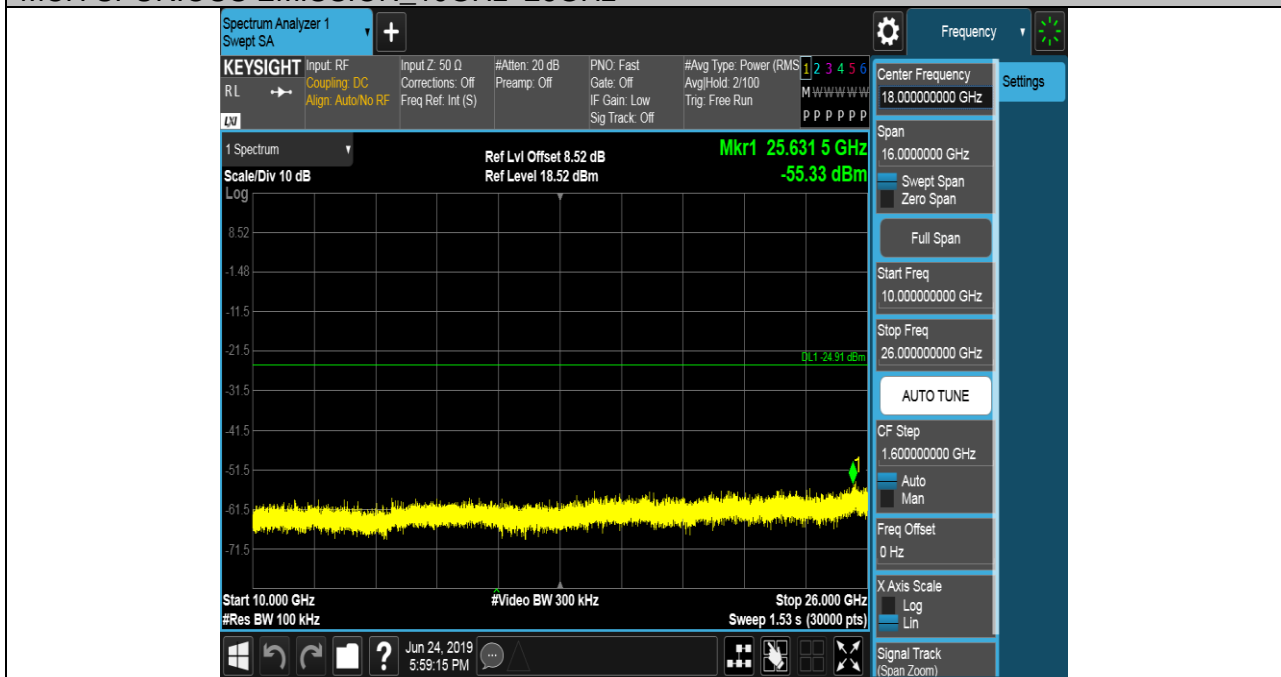 Spectrum Analyzer 1
Swept SA
+
Frequency
KEYSIGHT
RL
LXI
Input: RF
Coupling: DC
Align: Auto/No RF
Input Z: 50 Ω
Corrections: Off
Freq Ref: Int (S)
#Atten: 20 dB
Preamp: Off
PNO: Fast
Gate: Off
IF Gain: Low
Sig Track: Off
#Avg Type: Power (RMS
Avg|Hold: 2/100
Trig: Free Run
1 2 3 4 5 6
M W W W W W
P P P P P P
Center Frequency
18.000000000 GHz
Settings
Span
16.0000000 GHz
Swept Span
Zero Span
Full Span
Start Freq
10.000000000 GHz
Stop Freq
26.000000000 GHz
AUTO TUNE
CF Step
1.600000000 GHz
Auto
Man
Freq Offset
0 Hz
X Axis Scale
Log
Lin
Signal Track
(Span Zoom)
1 Spectrum
Scale/Div 10 dB
Log
Ref Lvl Offset 8.52 dB
Ref Level 18.52 dBm
Mkr1 25.631 5 GHz
-55.33 dBm
8.52
-1.48
-11.5
-21.5
DL1 -24.91 dBm
-31.5
-41.5
-51.5
1
-61.5
-71.5
Start 10.000 GHz
#Res BW 100 kHz
#Video BW 300 kHz
Stop 26.000 GHz
Sweep 1.53 s (30000 pts)
?
Jun 24, 2019
5:59:15 PM